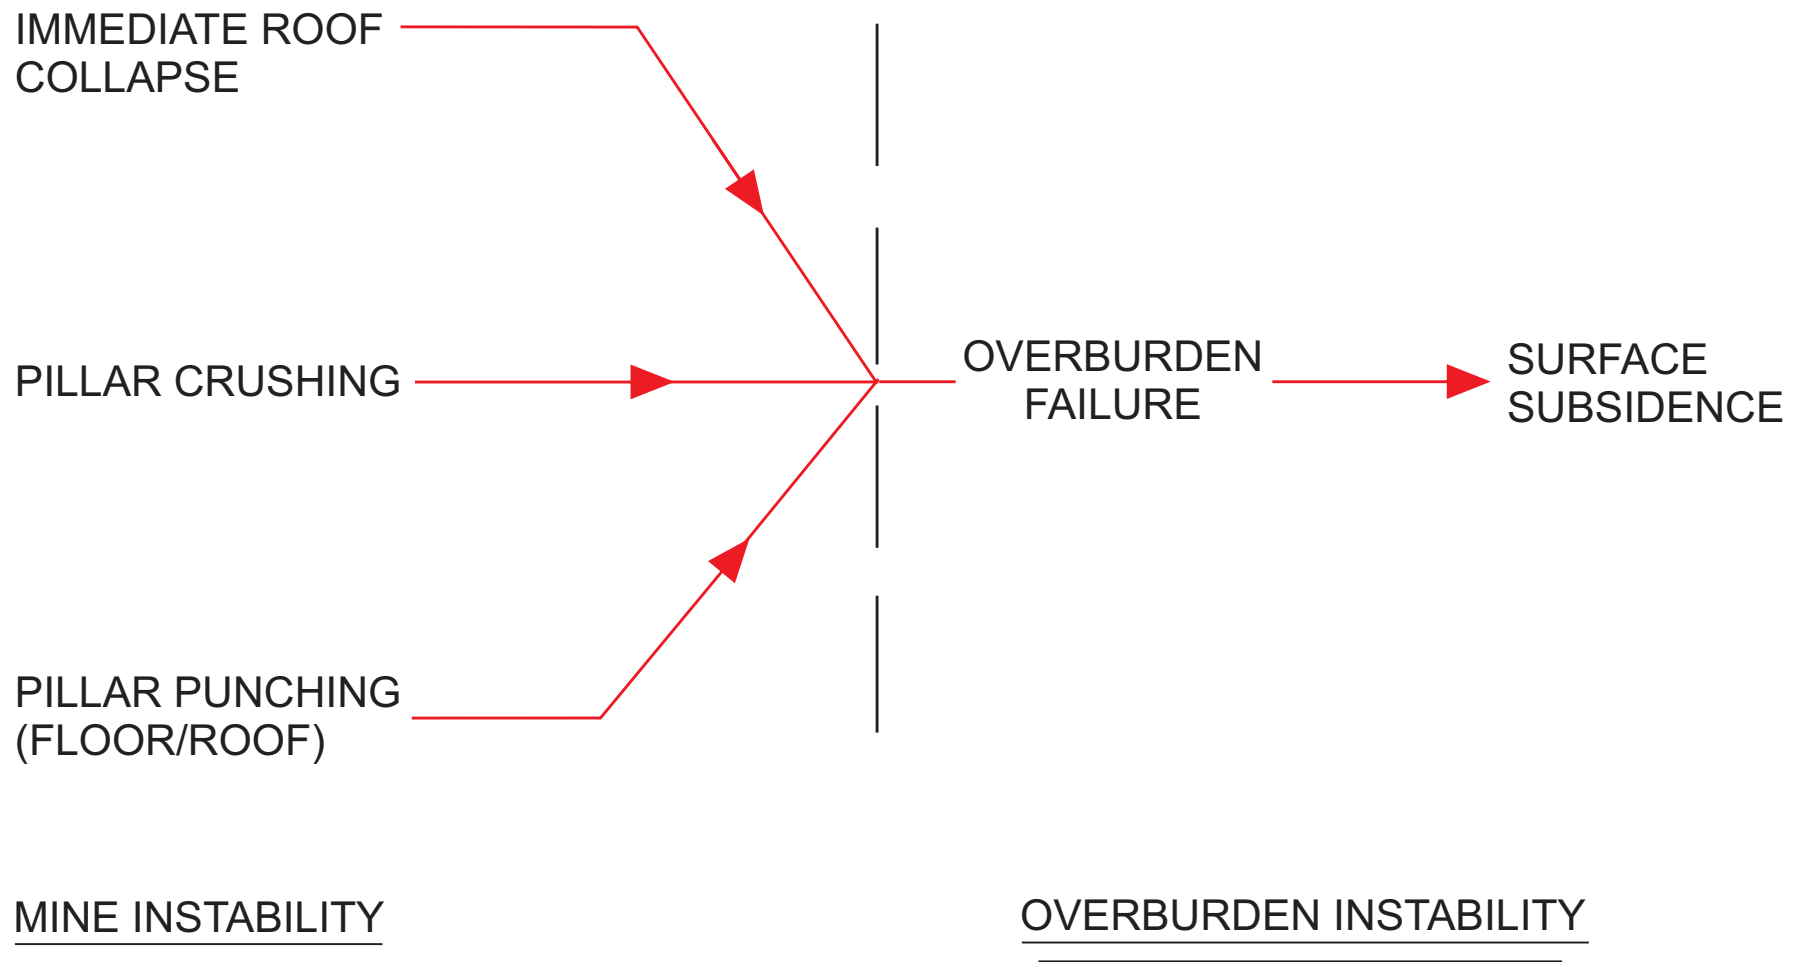 IMMEDIATE ROOF
COLLAPSE
PILLAR CRUSHING
OVERBURDEN
FAILURE
SURFACE
SUBSIDENCE
PILLAR PUNCHING
(FLOOR/ROOF)
MINE INSTABILITY
OVERBURDEN INSTABILITY